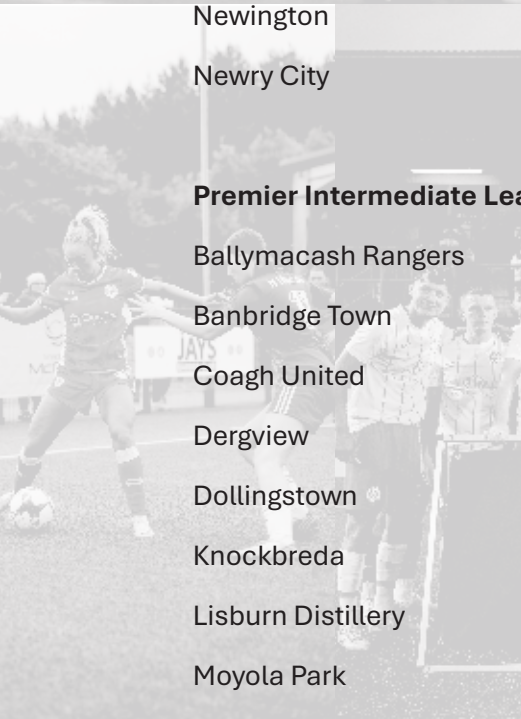 Newington
Newry City
Premier Intermediate Lea
Ballymacash Rangers
Banbridge Town
Coagh United
Dergview
Dollingstown
Knockbreda
Lisburn Distillery
Moyola Park
JAYS